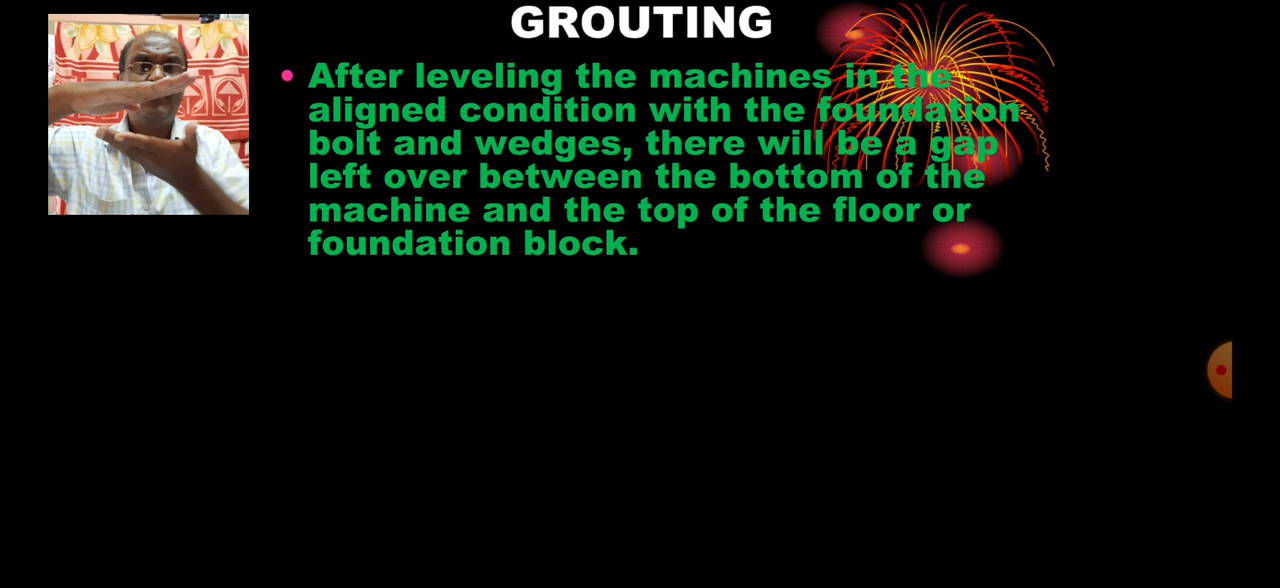 GROUTING
• After leveling the machines in the
aligned condition with the foundation
bolt and wedges, there will be a gap
left over between the bottom of the
machine and the top of the floor or
foundation block.